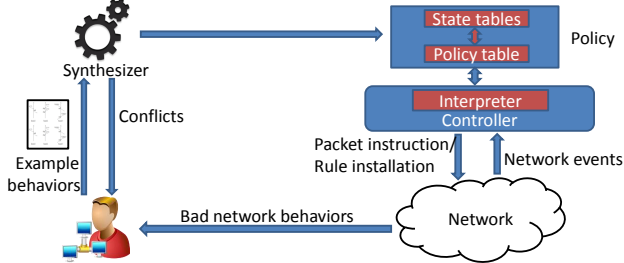 State tables
Policy
Policy table
Synthesizer
Interpreter
Controller
Conflicts
Example
behaviors
Packet instruction/
Rule installation
Network events
Bad network behaviors
Network